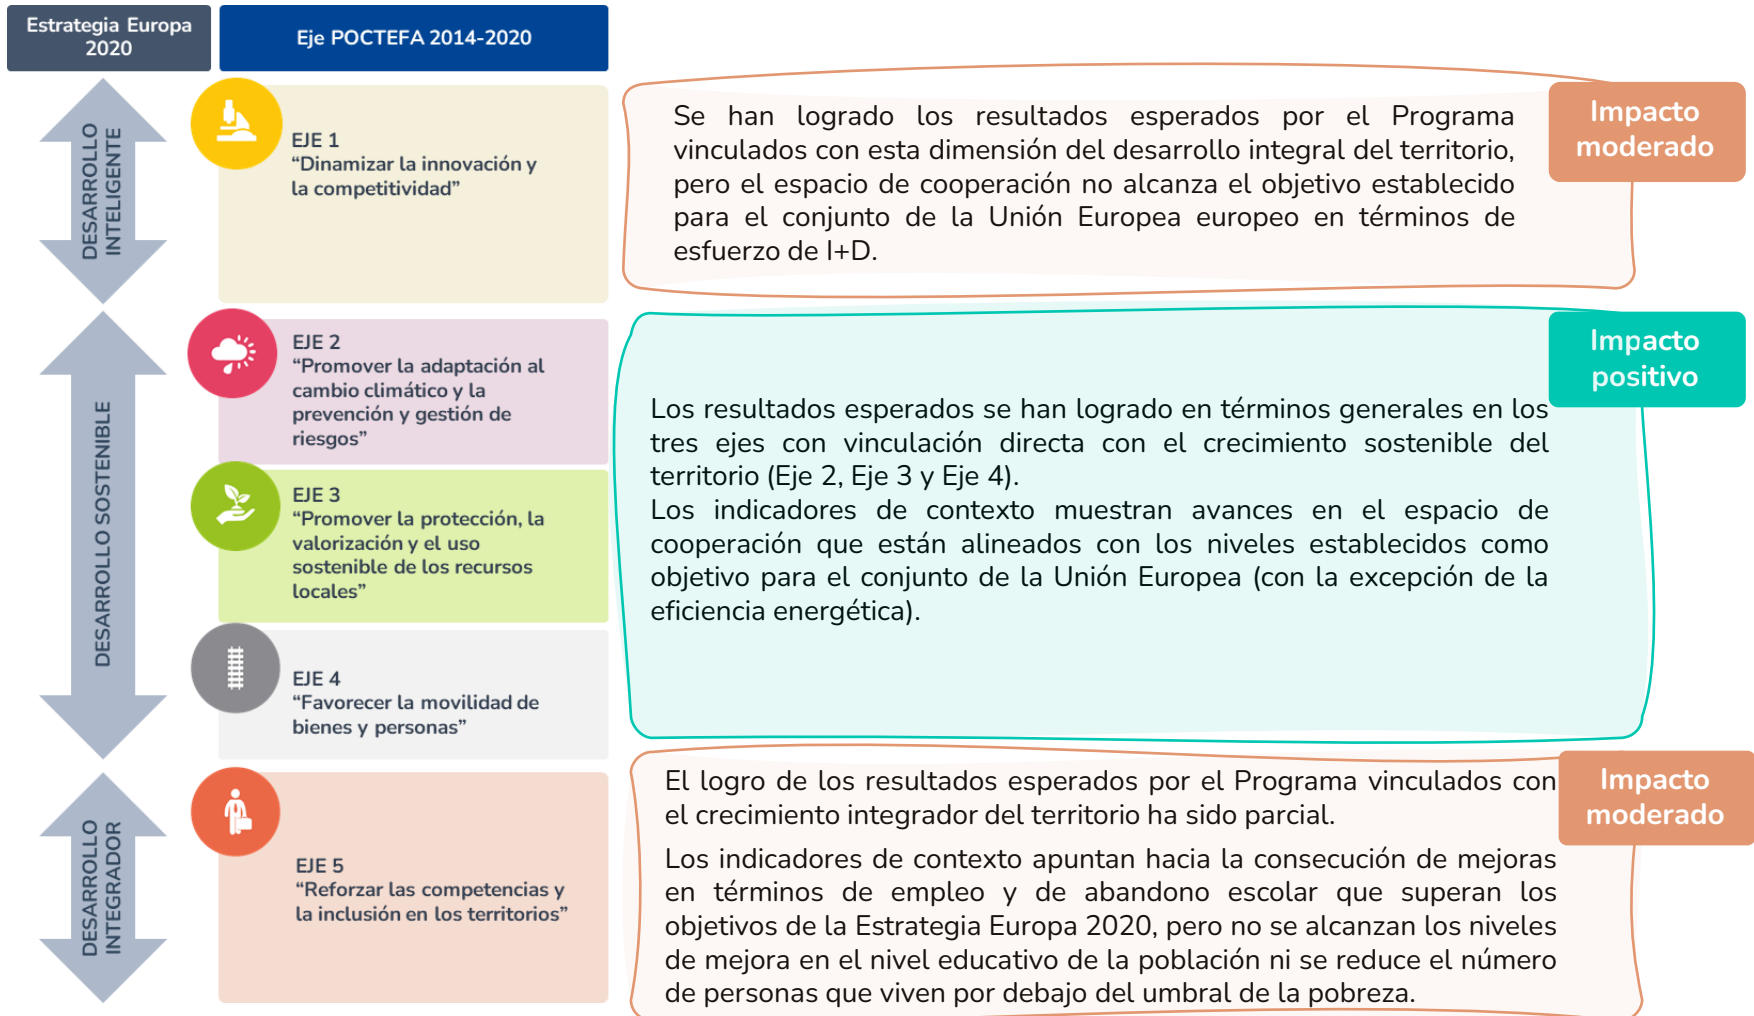 Estrategia Europa
2020
Eje POCTEFA 2014-2020
DESARROLLO
INTELIGENTE
EJE 1
“Dinamizar la innovación y
la competitividad”
Se han logrado los resultados esperados por el Programa
vinculados con esta dimensión del desarrollo integral del territorio,
pero el espacio de cooperación no alcanza el objetivo establecido
para el conjunto de la Unión Europea europeo en términos de
esfuerzo de I+D.
Impacto
moderado
DESARROLLO SOSTENIBLE
EJE 2
“Promover la adaptación al
cambio climático y la
prevención y gestión de
riesgos”
EJE 3
“Promover la protección, la
valorización y el uso
sostenible de los recursos
locales”
EJE 4
“Favorecer la movilidad de
bienes y personas”
Los resultados esperados se han logrado en términos generales en los
tres ejes con vinculación directa con el crecimiento sostenible del
territorio (Eje 2, Eje 3 y Eje 4).
Los indicadores de contexto muestran avances en el espacio de
cooperación que están alineados con los niveles establecidos como
objetivo para el conjunto de la Unión Europea (con la excepción de la
eficiencia energética).
Impacto
positivo
DESARROLLO
INTEGRADOR
EJE 5
“Reforzar las competencias y
la inclusión en los territorios”
El logro de los resultados esperados por el Programa vinculados con
el crecimiento integrador del territorio ha sido parcial.
Los indicadores de contexto apuntan hacia la consecución de mejoras
en términos de empleo y de abandono escolar que superan los
objetivos de la Estrategia Europa 2020, pero no se alcanzan los niveles
de mejora en el nivel educativo de la población ni se reduce el número
de personas que viven por debajo del umbral de la pobreza.
Impacto
moderado